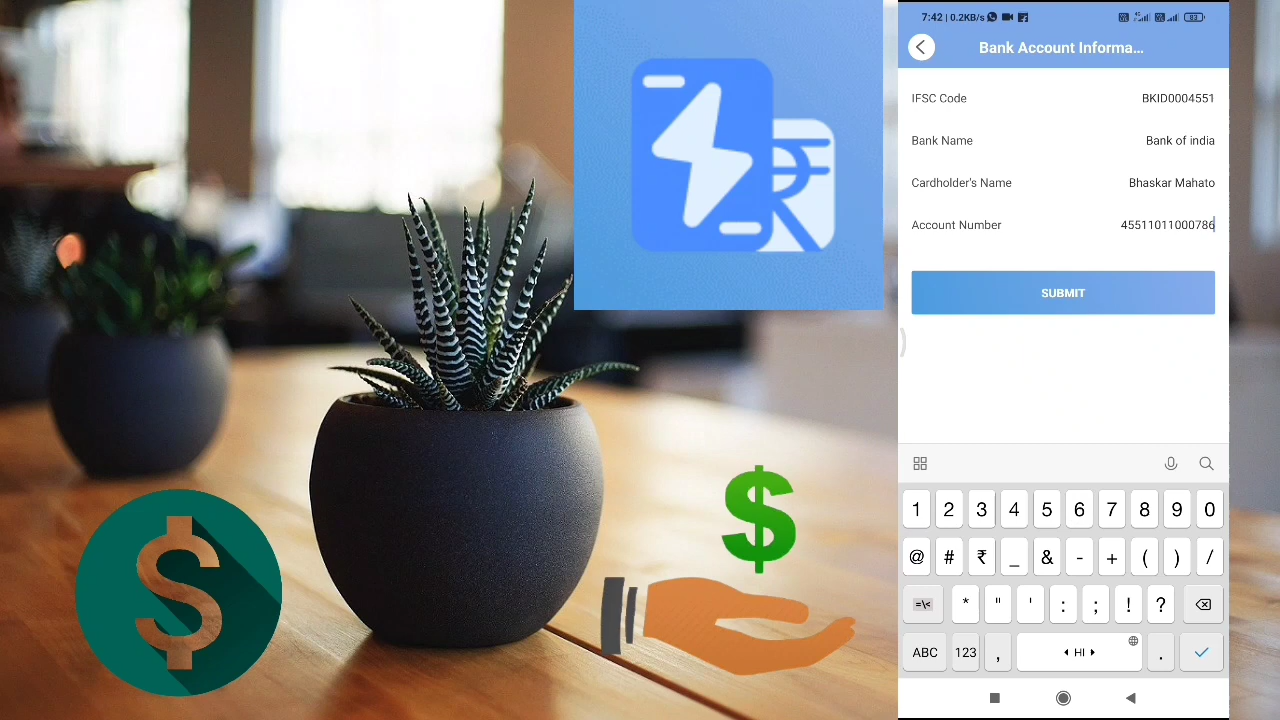 7:42 | 0.2KB/s
83
Bank Account Informa...
IFSC Code BKID0004551
Bank Name Bank of india
Cardholder's Name Bhaskar Mahato
Account Number 45511011000786
SUBMIT
1 2 3 4 5 6 7 8 9 0
@ # ₹ _ & - + ( ) /
=\< * " ' : ; ! ?
ABC 123 , HI .